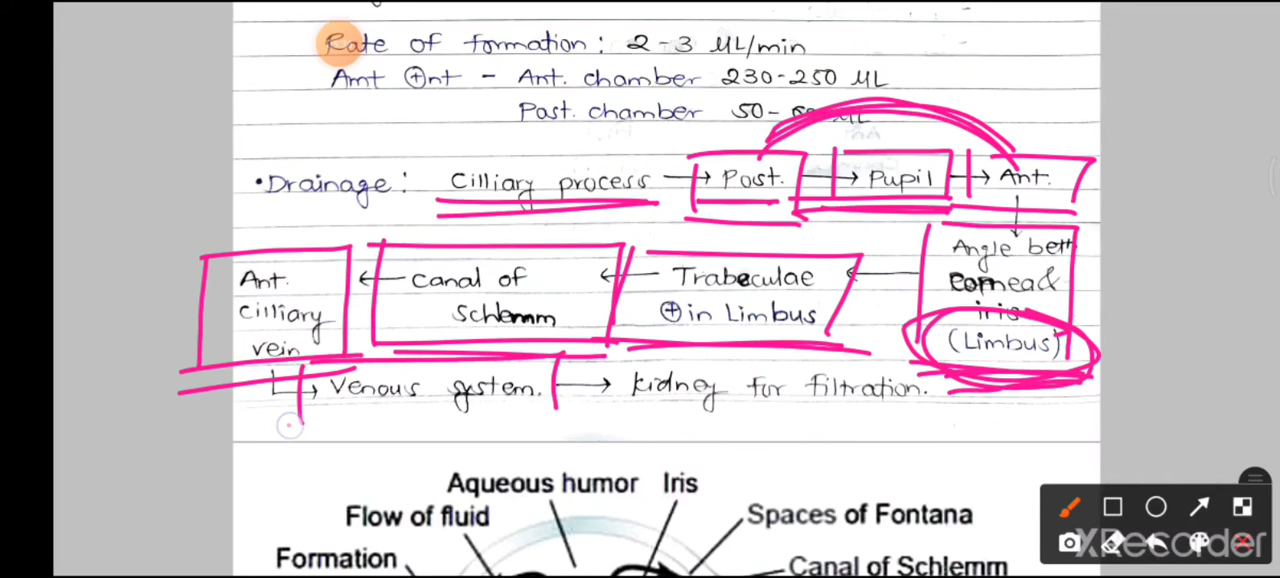 Rate of formation: 2-3 μL/min
Amt ⊕nt - Ant. chamber 230-250 μL
Post. chamber 50- μL
• Drainage: Cilliary process → Post. → Pupil → Ant.
↓
Angle betn
cornea &
iris
(Limbus)
← Trabeculae
⊕ in Limbus
← canal of
schlemm
← Ant.
cilliary
vein
↳ Venous system. → kidney for filtration.
Aqueous humor
Iris
Flow of fluid
Spaces of Fontana
Formation
Canal of Schlemm
XRecorder